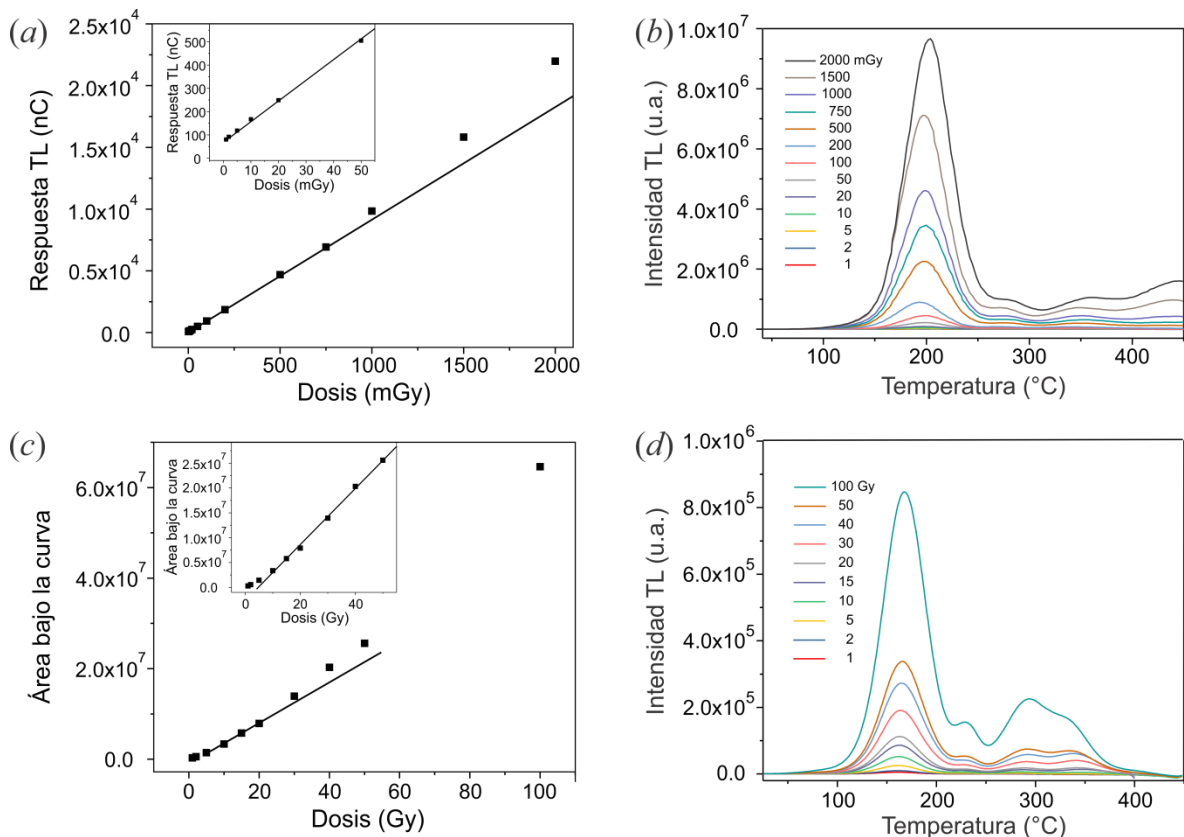 (a)
Respuesta TL (nC)
2.5x10⁴
2.0x10⁴
1.5x10⁴
1.0x10⁴
0.5x10⁴
0.0
0 500 1000 1500 2000
Dosis (mGy)
Respuesta TL (nC)
500
400
300
200
100
0
0 10 20 30 40 50
Dosis (mGy)
(b)
Intensidad TL (u.a.)
1.0x10⁷
8.0x10⁶
6.0x10⁶
4.0x10⁶
2.0x10⁶
0.0
2000 mGy
1500
1000
750
500
200
100
50
20
10
5
2
1
100 200 300 400
Temperatura (°C)
(c)
Área bajo la curva
6.0x10⁷
4.0x10⁷
2.0x10⁷
0.0
0 20 40 60 80 100
Dosis (Gy)
Área bajo la curva
2.5x10⁷
2.0x10⁷
1.5x10⁷
1.0x10⁷
0.5x10⁷
0.0
0 20 40
Dosis (Gy)
(d)
Intensidad TL (u.a.)
1.0x10⁶
8.0x10⁵
6.0x10⁵
4.0x10⁵
2.0x10⁵
0.0
100 Gy
50
40
30
20
15
10
5
2
1
100 200 300 400
Temperatura (°C)